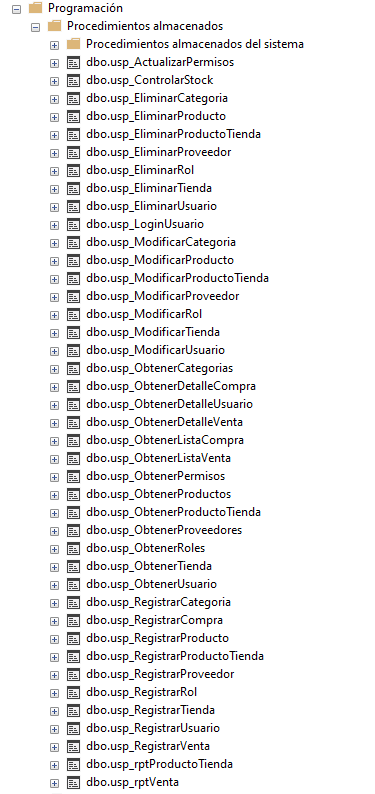 Programación
Procedimientos almacenados
Procedimientos almacenados del sistema
dbo.usp_ActualizarPermisos
dbo.usp_ControlarStock
dbo.usp_EliminarCategoria
dbo.usp_EliminarProducto
dbo.usp_EliminarProductoTienda
dbo.usp_EliminarProveedor
dbo.usp_EliminarRol
dbo.usp_EliminarTienda
dbo.usp_EliminarUsuario
dbo.usp_LoginUsuario
dbo.usp_ModificarCategoria
dbo.usp_ModificarProducto
dbo.usp_ModificarProductoTienda
dbo.usp_ModificarProveedor
dbo.usp_ModificarRol
dbo.usp_ModificarTienda
dbo.usp_ModificarUsuario
dbo.usp_ObtenerCategorias
dbo.usp_ObtenerDetalleCompra
dbo.usp_ObtenerDetalleUsuario
dbo.usp_ObtenerDetalleVenta
dbo.usp_ObtenerListaCompra
dbo.usp_ObtenerListaVenta
dbo.usp_ObtenerPermisos
dbo.usp_ObtenerProductos
dbo.usp_ObtenerProductoTienda
dbo.usp_ObtenerProveedores
dbo.usp_ObtenerRoles
dbo.usp_ObtenerTienda
dbo.usp_ObtenerUsuario
dbo.usp_RegistrarCategoria
dbo.usp_RegistrarCompra
dbo.usp_RegistrarProducto
dbo.usp_RegistrarProductoTienda
dbo.usp_RegistrarProveedor
dbo.usp_RegistrarRol
dbo.usp_RegistrarTienda
dbo.usp_RegistrarUsuario
dbo.usp_RegistrarVenta
dbo.usp_rptProductoTienda
dbo.usp_rptVenta